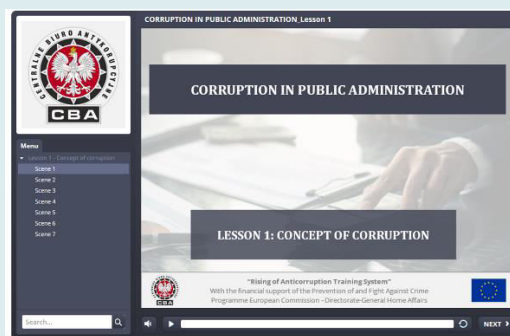 CORRUPTION IN PUBLIC ADMINISTRATION_Lesson 1
CENTRALNE BIURO ANTYKORUPCYJNE
CBA
Menu
Lesson 1 - Concept of corruption
Scene 1
Scene 2
Scene 3
Scene 4
Scene 5
Scene 6
Scene 7
Search...
CORRUPTION IN PUBLIC ADMINISTRATION
LESSON 1: CONCEPT OF CORRUPTION
"Rising of Anticorruption Training System"
With the financial support of the Prevention of and Fight Against Crime
Programme European Commission - Directorate-General Home Affairs
NEXT >